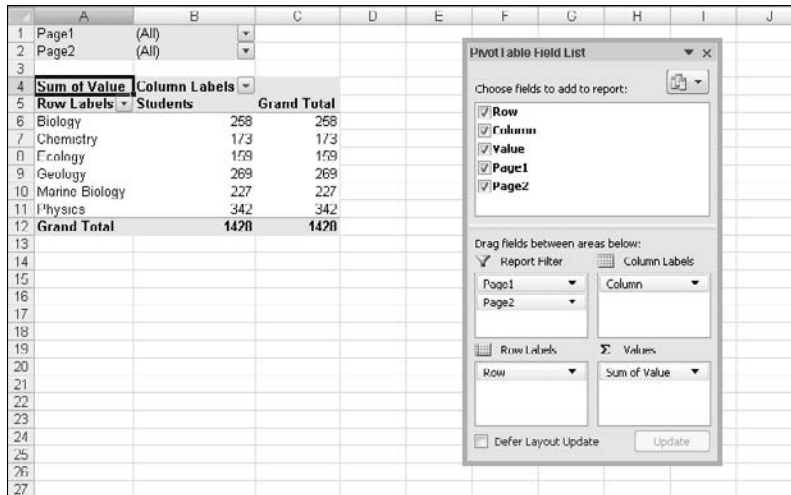 A B C D E F G H I J
1 Page1 (All)
2 Page2 (All)
3
4 Sum of Value Column Labels
5 Row Labels Students Grand Total
6 Biology 258 258
7 Chemistry 173 173
8 Ecology 159 159
9 Geology 269 269
10 Marine Biology 227 227
11 Physics 342 342
12 Grand Total 1428 1428
13
14
15
16
17
18
19
20
21
22
23
24
25
26
27
PivotTable Field List
Choose fields to add to report:
Row
Column
Value
Page1
Page2
Drag fields between areas below:
Report Filter Column Labels
Page1 Column
Page2
Row Labels Σ Values
Row Sum of Value
Defer Layout Update Update